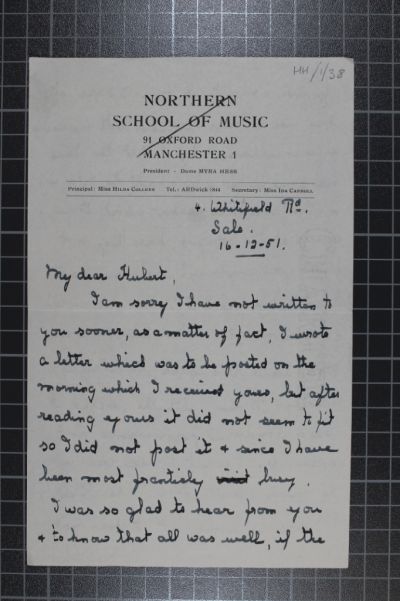 HH/1/38
NORTHERN
SCHOOL OF MUSIC
91 OXFORD ROAD
MANCHESTER 1
President - Dame MYRA HESS
Principal: Miss HILDA COLLENS Tel.: ARDwick 1844 Secretary: Miss IDA CARROLL
4. Whitefield Rd.
Sale.
16-12-51.
My dear Hubert,
I am sorry I have not written to
you sooner, as a matter of fact, I wrote
a letter which was to be posted on the
morning which I received yours, but after
reading yours it did not seem to fit
so I did not post it & since I have
been most franticly busy.
I was so glad to hear from you
& to know that all was well, if the